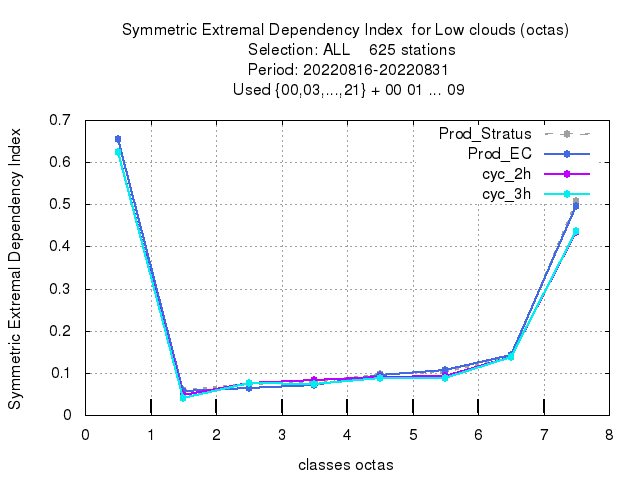 Symmetric Extremal Dependency Index  for Low clouds (octas)
Selection: ALL    625 stations
Period: 20220816-20220831
Used {00,03,...,21} + 00 01 ... 09
Symmetric Extremal Dependency Index
0.7
0.6
0.5
0.4
0.3
0.2
0.1
0
Prod_Stratus
Prod_EC
cyc_2h
cyc_3h
0 1 2 3 4 5 6 7 8
classes octas